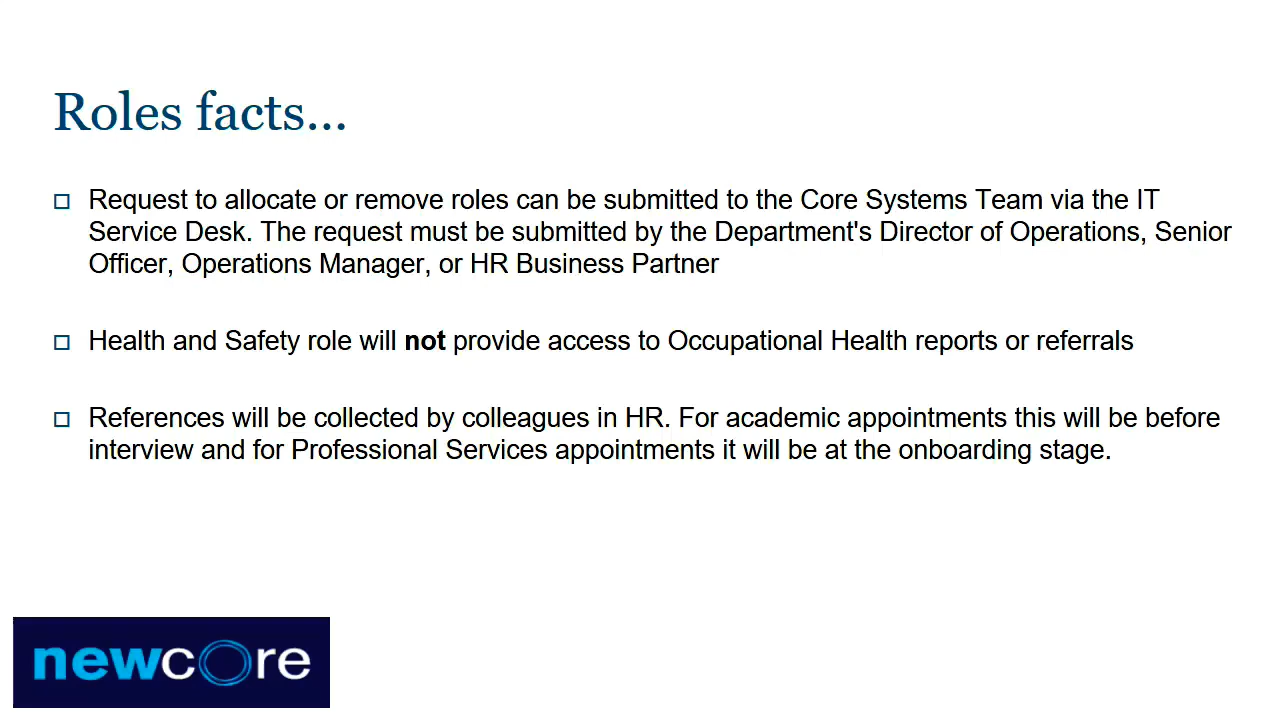 Roles facts...
Request to allocate or remove roles can be submitted to the Core Systems Team via the IT
Service Desk. The request must be submitted by the Department's Director of Operations, Senior
Officer, Operations Manager, or HR Business Partner
Health and Safety role will not provide access to Occupational Health reports or referrals
References will be collected by colleagues in HR. For academic appointments this will be before
interview and for Professional Services appointments it will be at the onboarding stage.
newcore